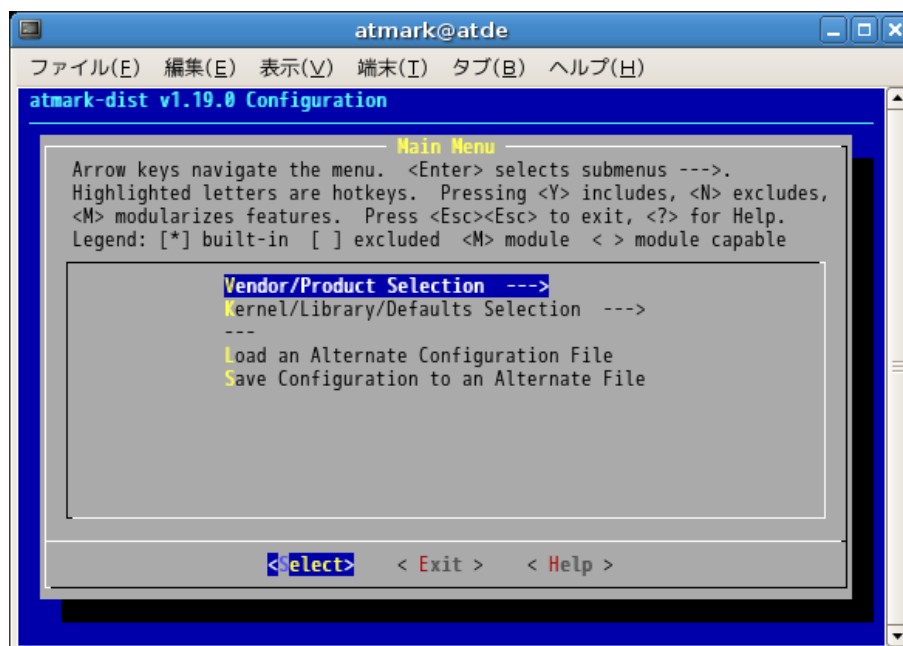 atmark@atde
ファイル(F) 編集(E) 表示(V) 端末(T) タブ(B) ヘルプ(H)
atmark-dist v1.19.0 Configuration
Main Menu
Arrow keys navigate the menu. <Enter> selects submenus --->.
Highlighted letters are hotkeys. Pressing <Y> includes, <N> excludes,
<M> modularizes features. Press <Esc><Esc> to exit, <?> for Help.
Legend: [*] built-in [ ] excluded <M> module < > module capable
Vendor/Product Selection --->
Kernel/Library/Defaults Selection --->
---
Load an Alternate Configuration File
Save Configuration to an Alternate File
<Select> < Exit > < Help >